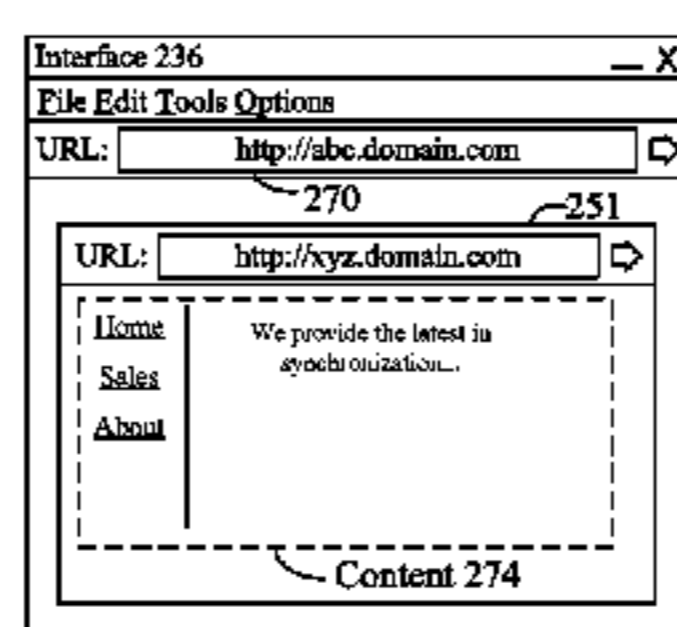 Interface 236 — X
File Edit Tools Options
URL: http://abc.domain.com
270
251
URL: http://xyz.domain.com
Home
We provide the latest in
Sales
synchronization...
About
Content 274